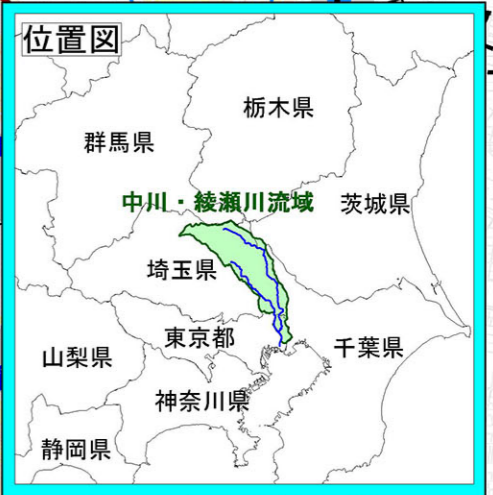 位置図
栃木県
群馬県
中川・綾瀬川流域
茨城県
埼玉県
東京都
千葉県
山梨県
神奈川県
静岡県